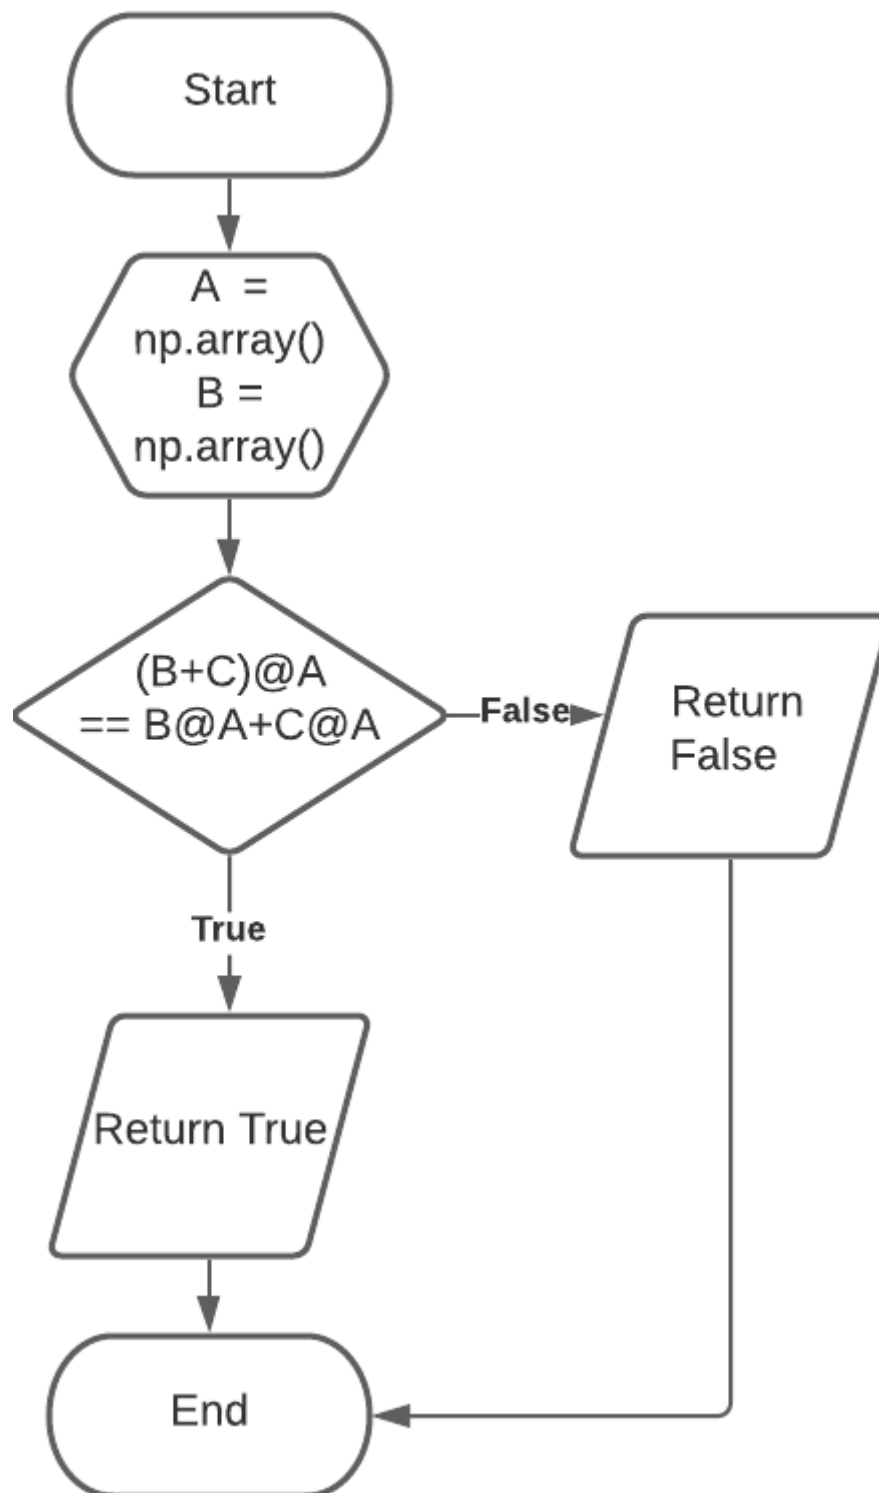 Start
A  =
np.array()
B =
np.array()
(B+C)@A
== B@A+C@A
False
Return
False
True
Return True
End